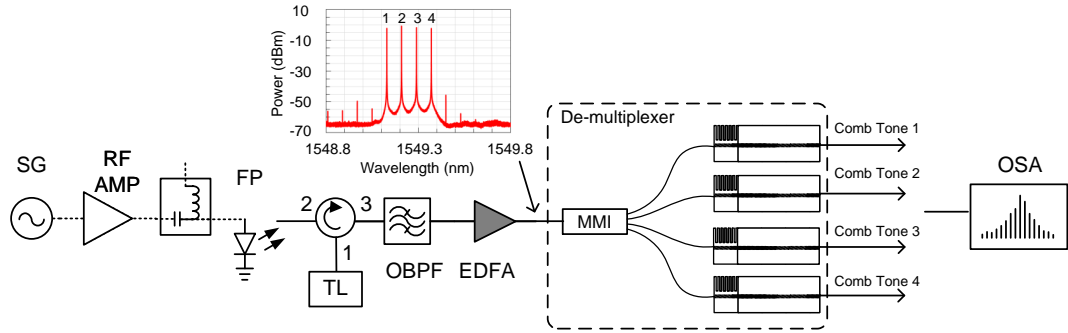 10
-10
-30
-50
-70
Power (dBm)
1 2 3 4
1548.8 1549.3 1549.8
Wavelength (nm)
De-multiplexer
SG
RF
AMP
FP
2
3
1
TL
OBPF
EDFA
MMI
Comb Tone 1
Comb Tone 2
Comb Tone 3
Comb Tone 4
OSA